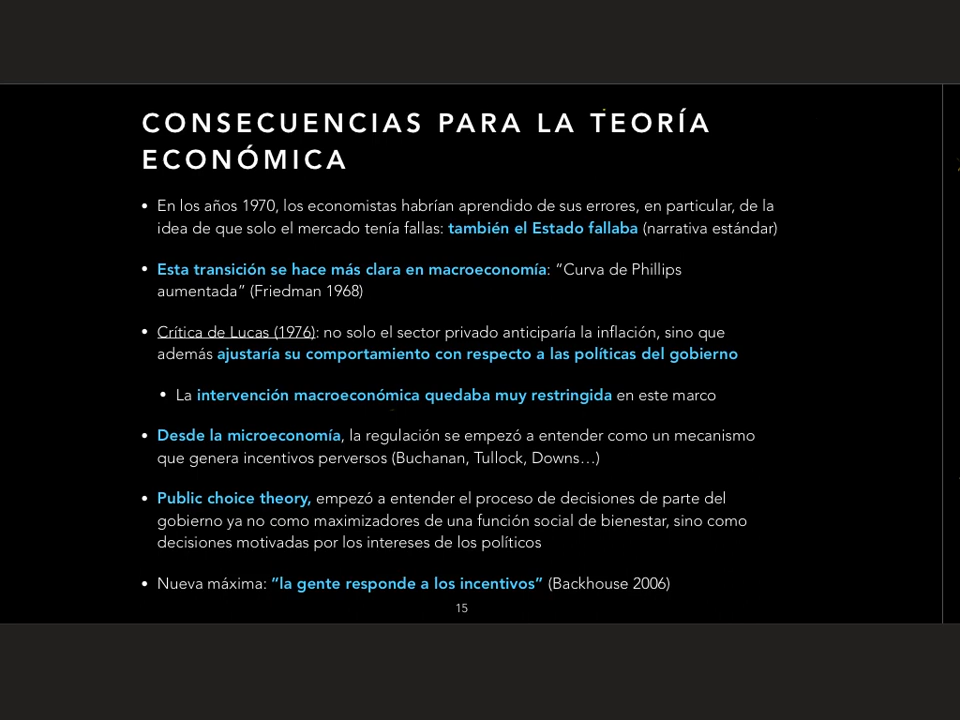 CONSECUENCIAS PARA LA TEORÍA
ECONÓMICA
• En los años 1970, los economistas habrían aprendido de sus errores, en particular, de la
idea de que solo el mercado tenía fallas: también el Estado fallaba (narrativa estándar)
• Esta transición se hace más clara en macroeconomía: “Curva de Phillips
aumentada” (Friedman 1968)
• Crítica de Lucas (1976): no solo el sector privado anticiparía la inflación, sino que
además ajustaría su comportamiento con respecto a las políticas del gobierno
• La intervención macroeconómica quedaba muy restringida en este marco
• Desde la microeconomía, la regulación se empezó a entender como un mecanismo
que genera incentivos perversos (Buchanan, Tullock, Downs…)
• Public choice theory, empezó a entender el proceso de decisiones de parte del
gobierno ya no como maximizadores de una función social de bienestar, sino como
decisiones motivadas por los intereses de los políticos
• Nueva máxima: “la gente responde a los incentivos” (Backhouse 2006)
15